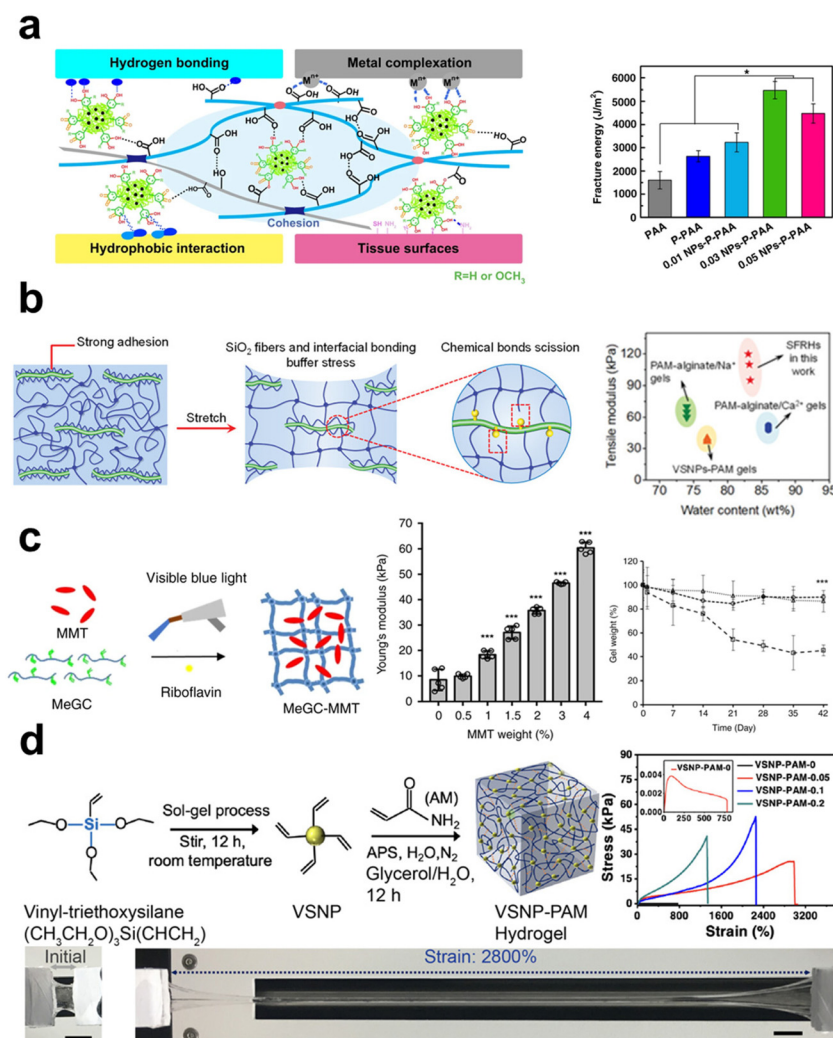 a
Hydrogen bonding
Metal complexation
Mⁿ⁺
Mⁿ⁺ Mⁿ⁺
Cohesion
SH NH₂
Hydrophobic interaction
Tissue surfaces
R=H or OCH₃
Fracture energy (J/m²)
6000
5000
4000
3000
2000
1000
0
*
PAA
P-PAA
0.01 NPs-P-PAA
0.03 NPs-P-PAA
0.05 NPs-P-PAA
b
Strong adhesion
Stretch
SiO₂ fibers and interfacial bonding
buffer stress
Chemical bonds scission
Tensile modulus (kPa)
120
100
80
60
40
20
0
PAM-alginate/Na⁺
gels
SFRHs
in this
work
PAM-alginate/Ca²⁺ gels
VSNPs-PAM gels
70 75 80 85 90 95
Water content (wt%)
c
MMT
MeGC
Visible blue light
Riboflavin
MeGC-MMT
Young's modulus (kPa)
70
60
50
40
30
20
10
0
*** *** *** *** ***
0 0.5 1 1.5 2 3 4
MMT weight (%)
Gel weight (%)
120
100
80
60
40
20
0
***
0 7 14 21 28 35 42
Time (Day)
d
Si
O
O
O
Vinyl-triethoxysilane
(CH₃CH₂O)₃Si(CHCH₂)
Sol-gel process
Stir, 12 h,
room temperature
VSNP
O
(AM)
NH₂
APS, H₂O,N₂
Glycerol/H₂O,
12 h
VSNP-PAM
Hydrogel
Stress (kPa)
75
60
45
30
15
0
VSNP-PAM-0
0.004
0.002
0.000
0 250 500 750
VSNP-PAM-0
VSNP-PAM-0.05
VSNP-PAM-0.1
VSNP-PAM-0.2
0 800 1600 2400 3200
Strain (%)
Initial
Strain: 2800%